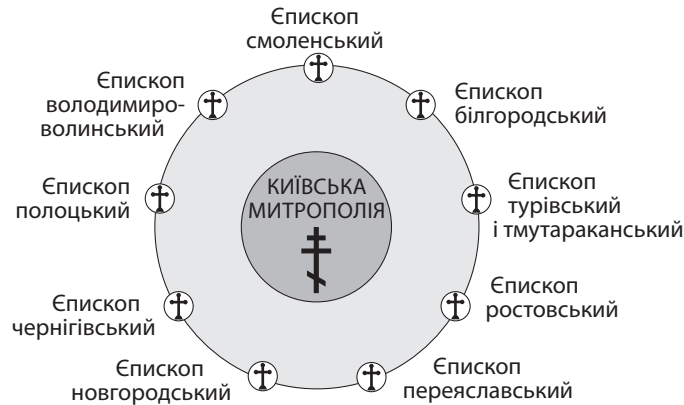 Єпископ
смоленський
Єпископ
володимиро-
волинський
Єпископ
білгородський
Єпископ
полоцький
КИЇВСЬКА
МИТРОПОЛІЯ
Єпископ
турівський
і тмутараканський
Єпископ
чернігівський
Єпископ
ростовський
Єпископ
новгородський
Єпископ
переяславський